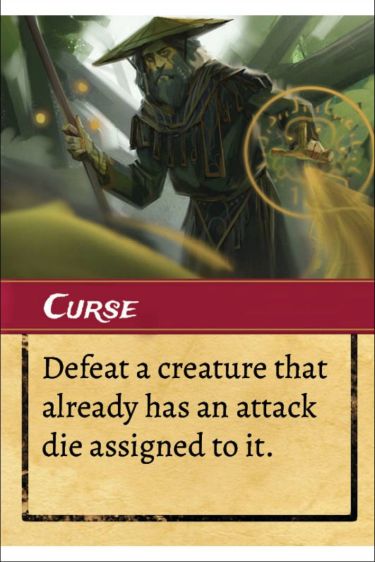 Curse
Defeat a creature that
already has an attack
die assigned to it.